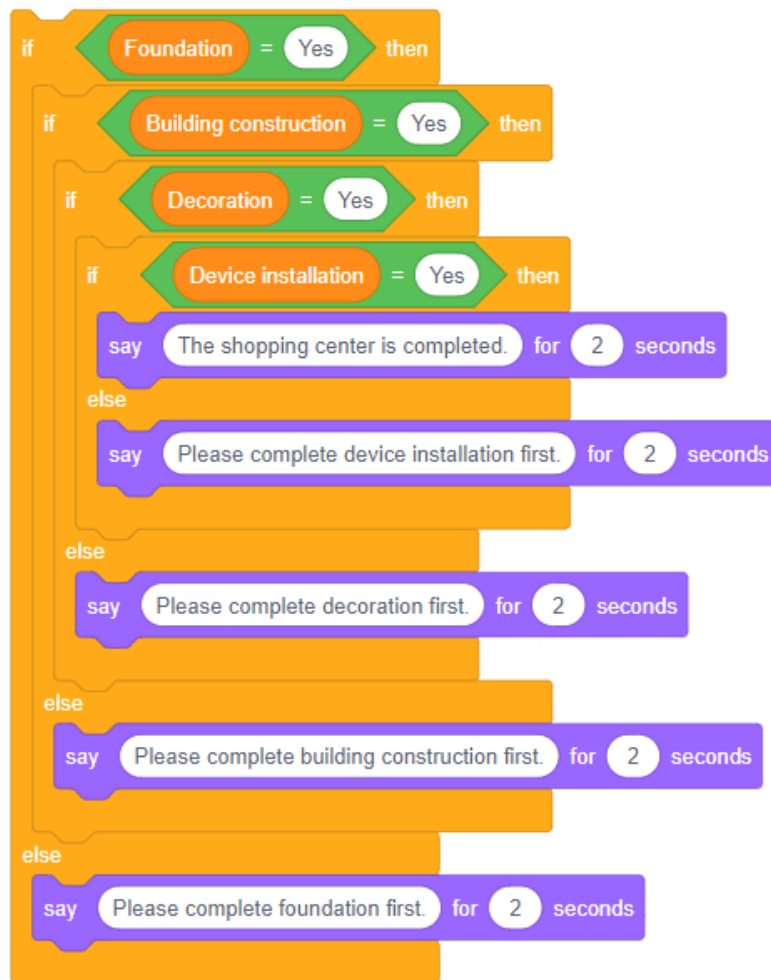 if Foundation = Yes then
if Building construction = Yes then
if Decoration = Yes then
if Device installation = Yes then
say The shopping center is completed. for 2 seconds
else
say Please complete device installation first. for 2 seconds
else
say Please complete decoration first. for 2 seconds
else
say Please complete building construction first. for 2 seconds
else
say Please complete foundation first. for 2 seconds